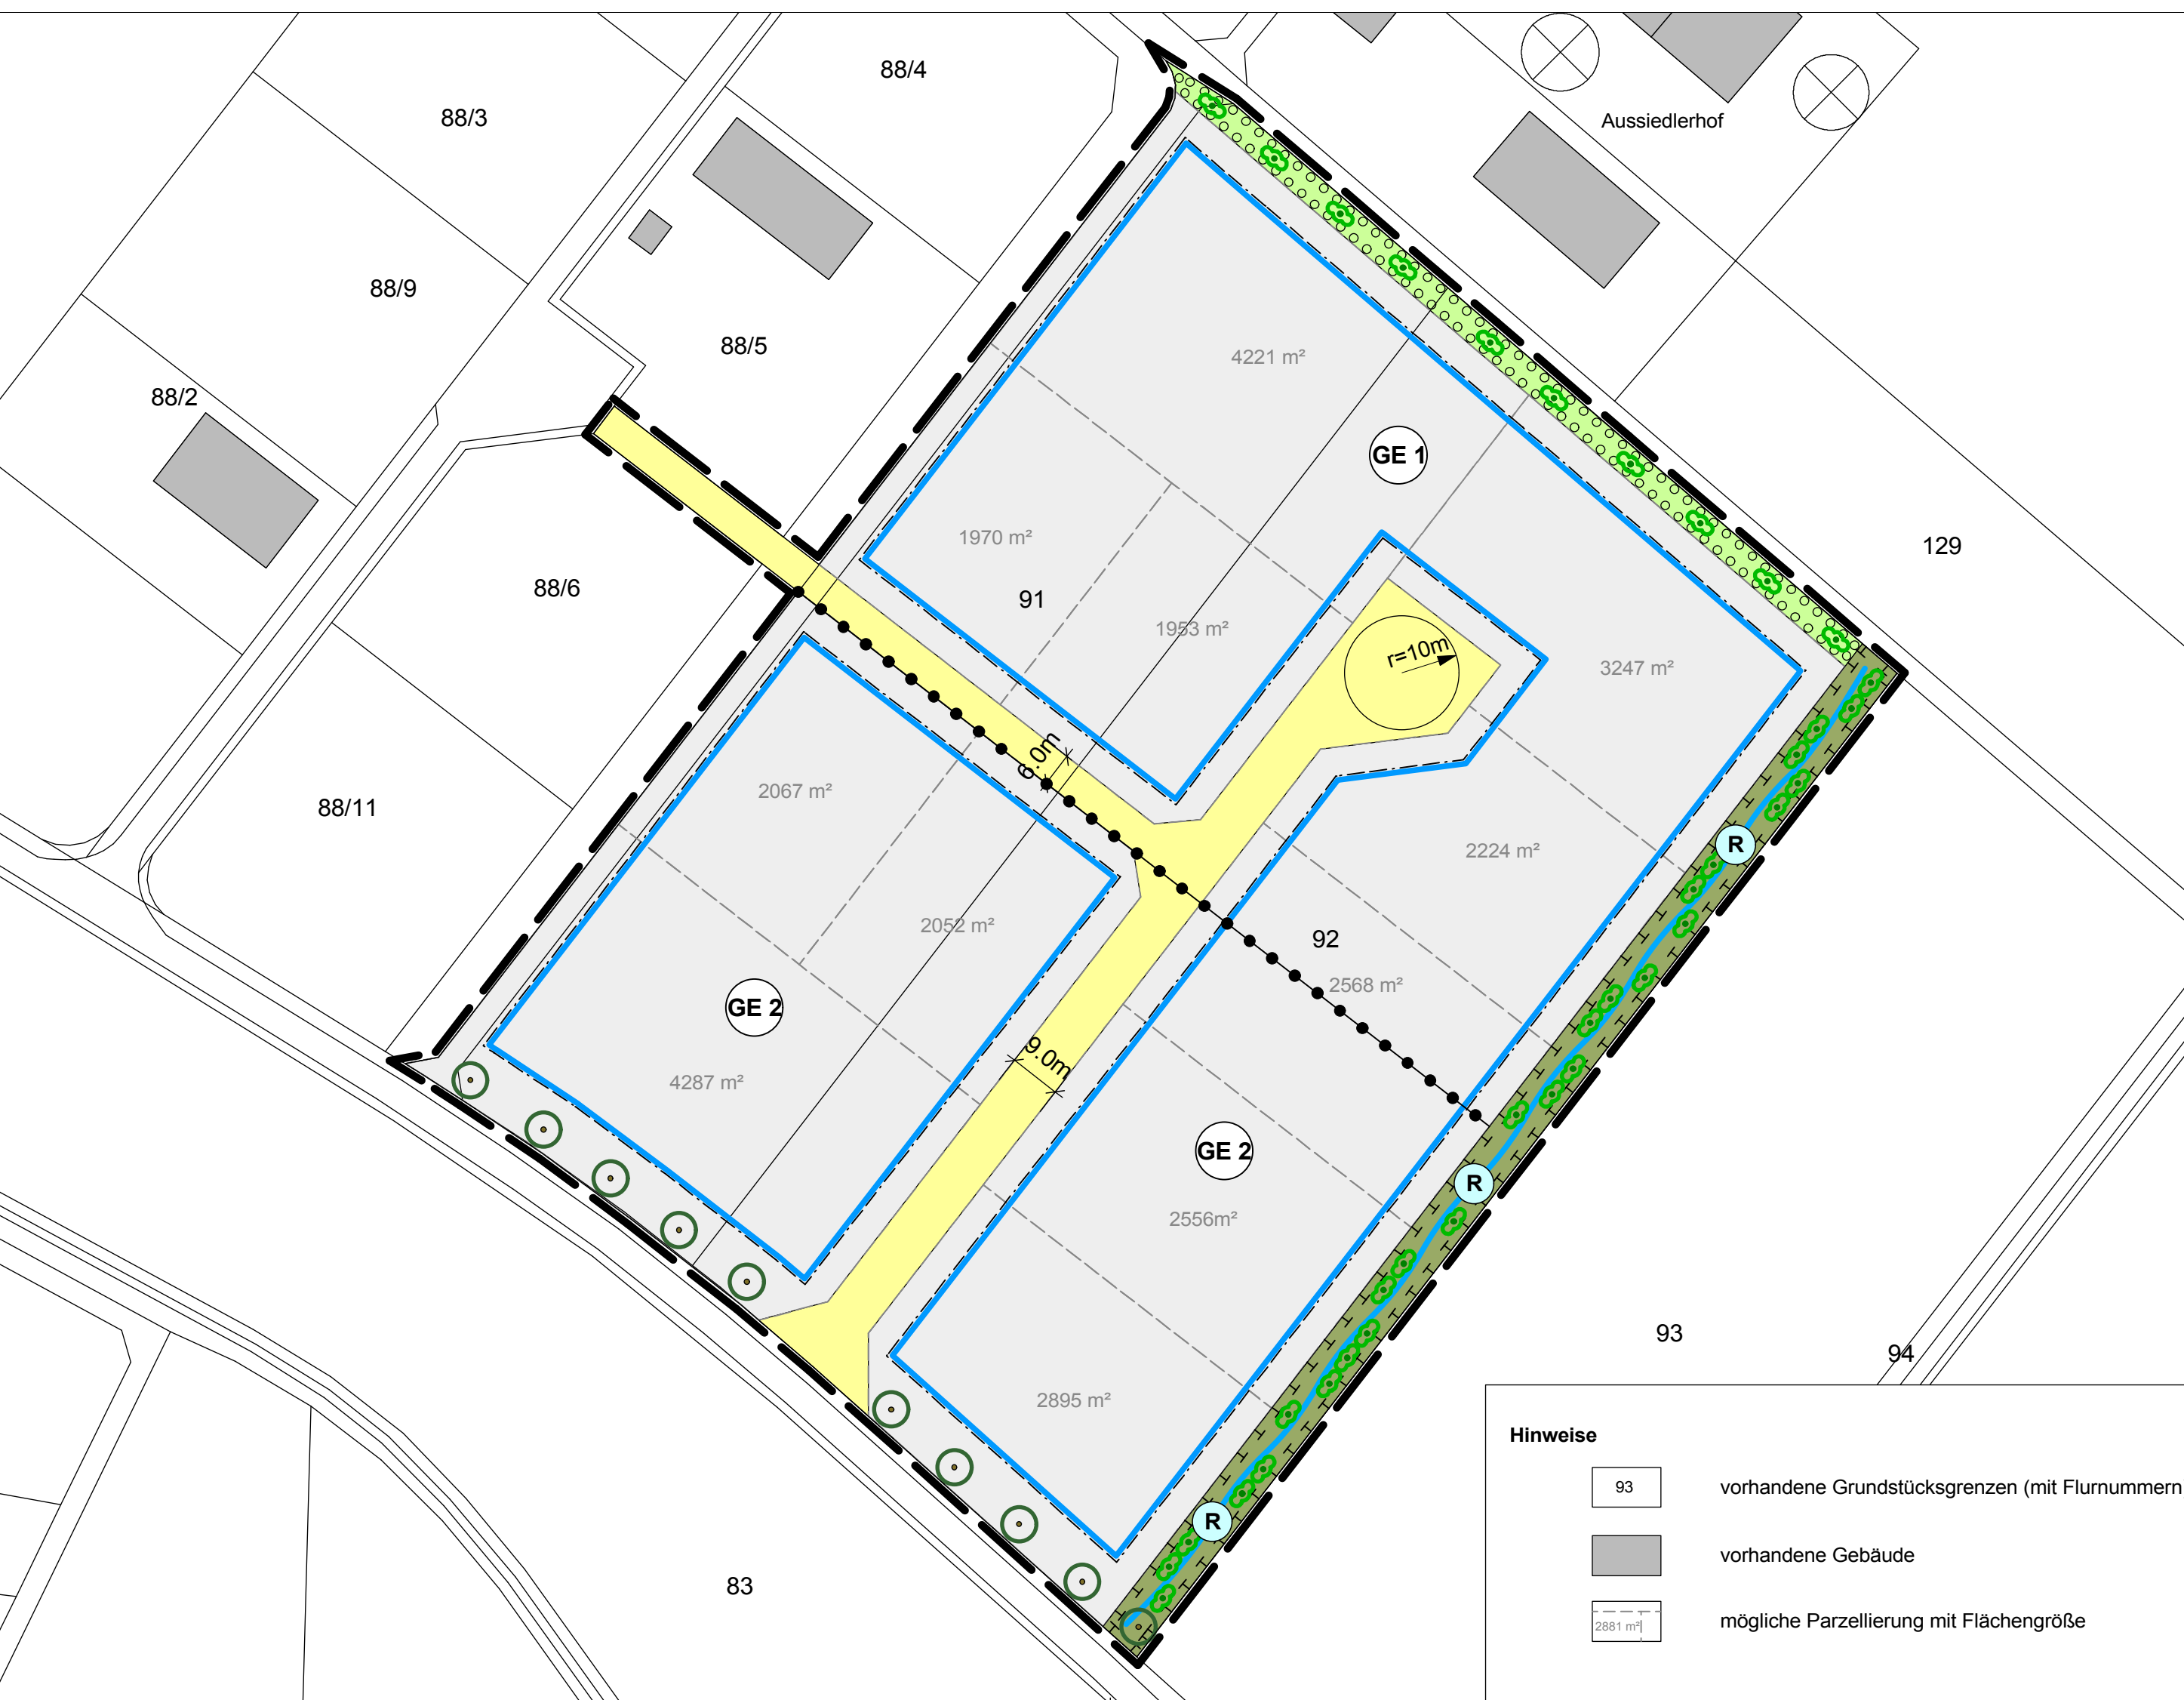 88/4
88/3
Aussiedlerhof
88/9
88/5
4221 m²
88/2
GE 1
1970 m²
129
88/6
91
1953 m²
r=10m
3247 m²
6.0m
2067 m²
88/11
2224 m²
R
2052 m²
92
2568 m²
GE 2
9.0m
4287 m²
GE 2
R
2556m²
93
94
2895 m²
Hinweise
93
vorhandene Grundstücksgrenzen (mit Flurnummern
R
vorhandene Gebäude
83
2881 m²
mögliche Parzellierung mit Flächengröße